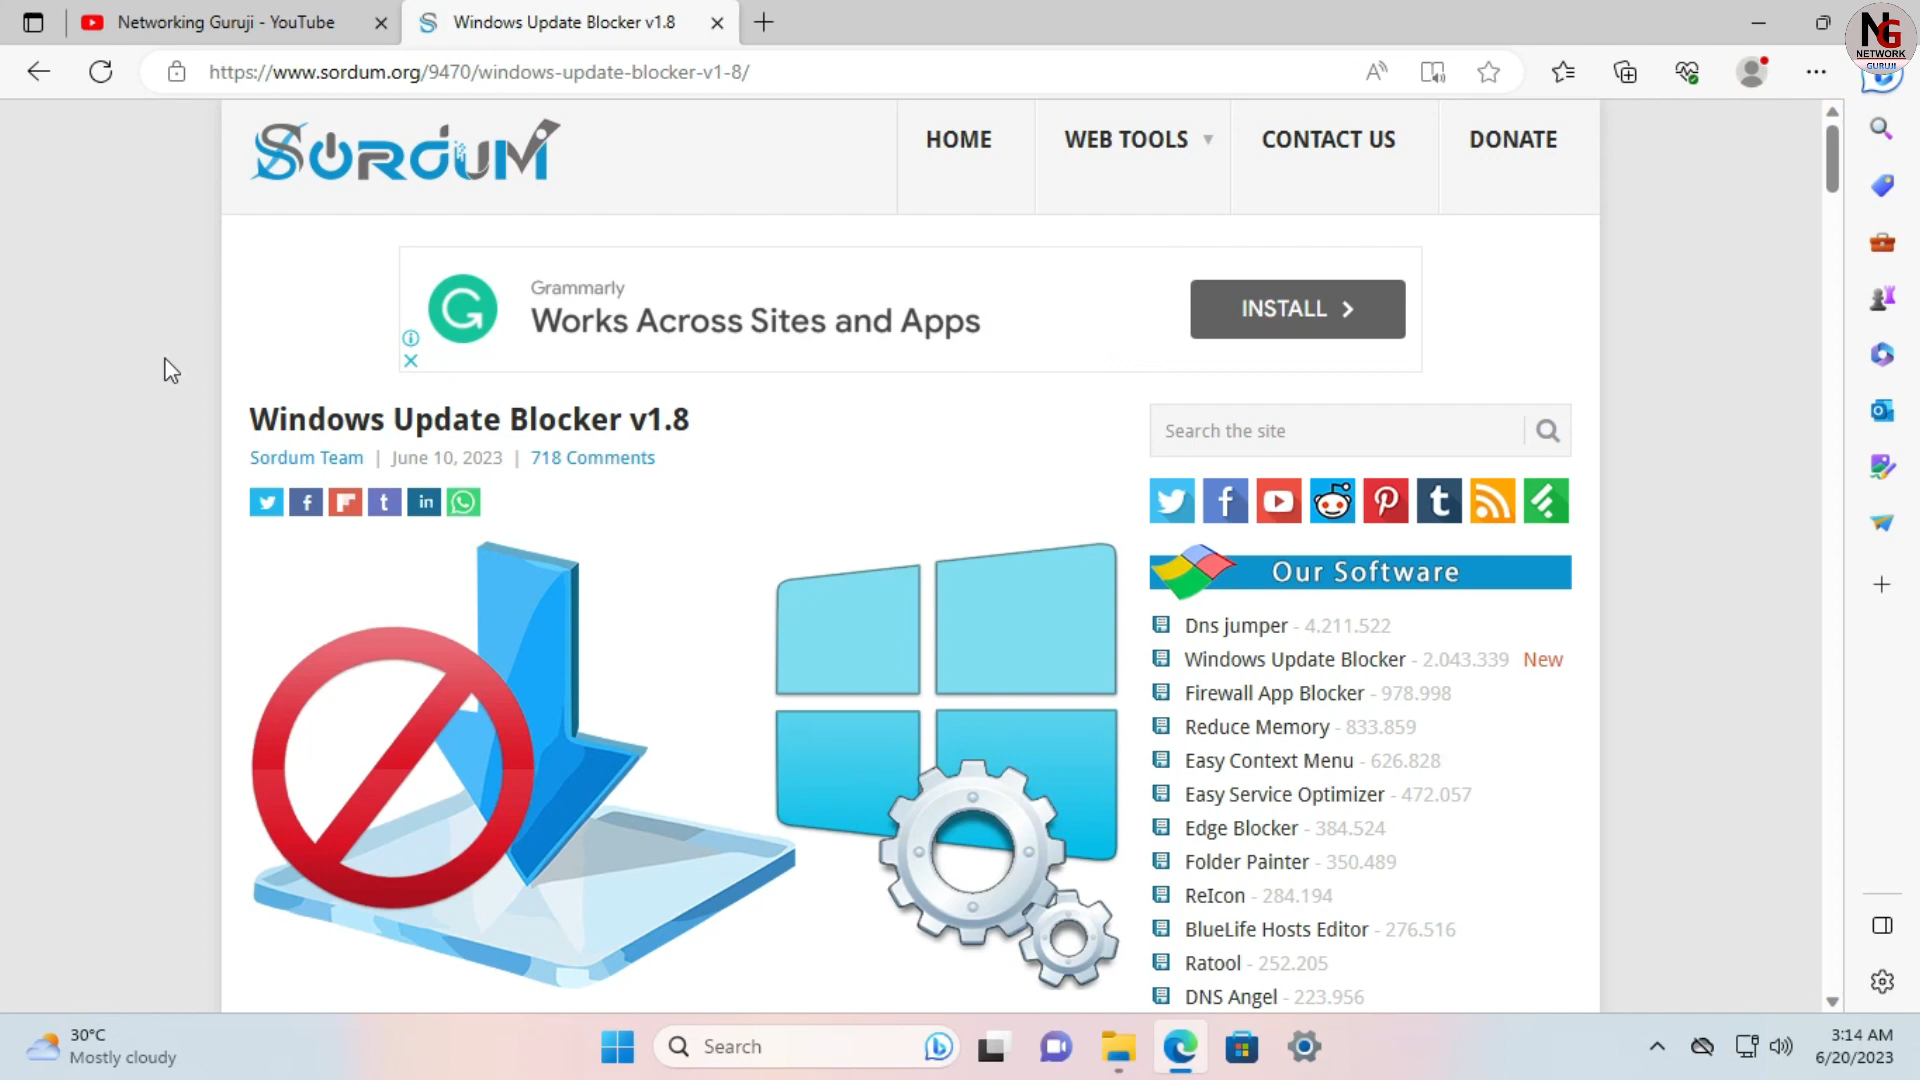 Networking Guruji - YouTube
Windows Update Blocker v1.8
NG
NETWORK
GURUJI
https://www.sordum.org/9470/windows-update-blocker-v1-8/
SORDUM
HOME
WEB TOOLS
CONTACT US
DONATE
Grammarly
Works Across Sites and Apps
INSTALL
Windows Update Blocker v1.8
Sordum Team | June 10, 2023 | 718 Comments
Search the site
Our Software
Dns jumper - 4.211.522
Windows Update Blocker - 2.043.339 New
Firewall App Blocker - 978.998
Reduce Memory - 833.859
Easy Context Menu - 626.828
Easy Service Optimizer - 472.057
Edge Blocker - 384.524
Folder Painter - 350.489
ReIcon - 284.194
BlueLife Hosts Editor - 276.516
Ratool - 252.205
DNS Angel - 223.956
30°C
Mostly cloudy
Search
3:14 AM
6/20/2023